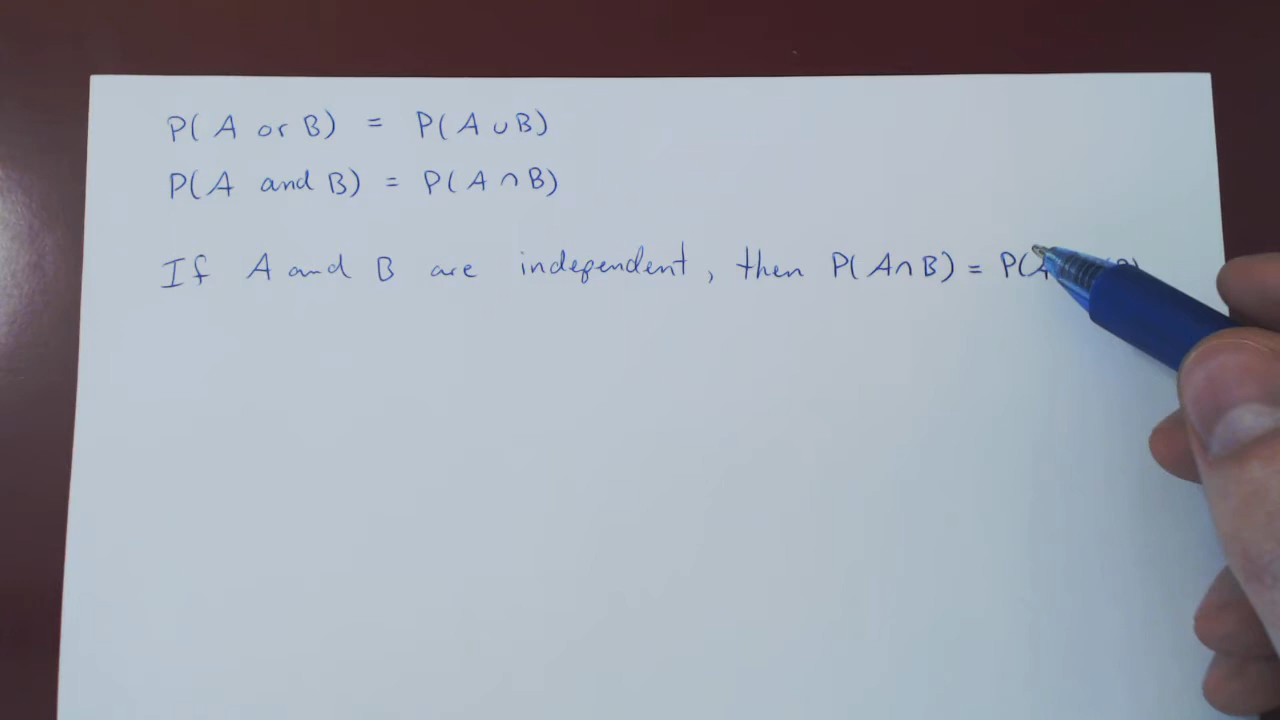 P(A or B) = P(A ∪ B)
P(A and B) = P(A ∩ B)
If A and B are independent, then P(A∩B) = P(A